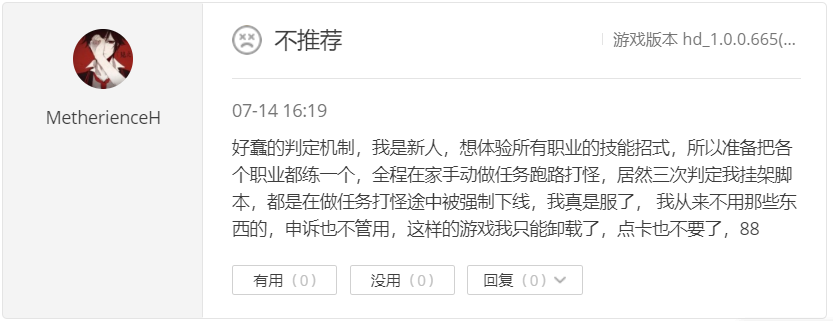 不推荐
游戏版本 hd_1.0.0.665(...
MetherienceH
07-14 16:19
好蠢的判定机制，我是新人，想体验所有职业的技能招式，所以准备把各
个职业都练一个，全程在家手动做任务跑路打怪，居然三次判定我挂架脚
本，都是在做任务打怪途中被强制下线，我真是服了， 我从来不用那些东
西的，申诉也不管用，这样的游戏我只能卸载了，点卡也不要了，88
有用（0） 没用（0） 回复（0）